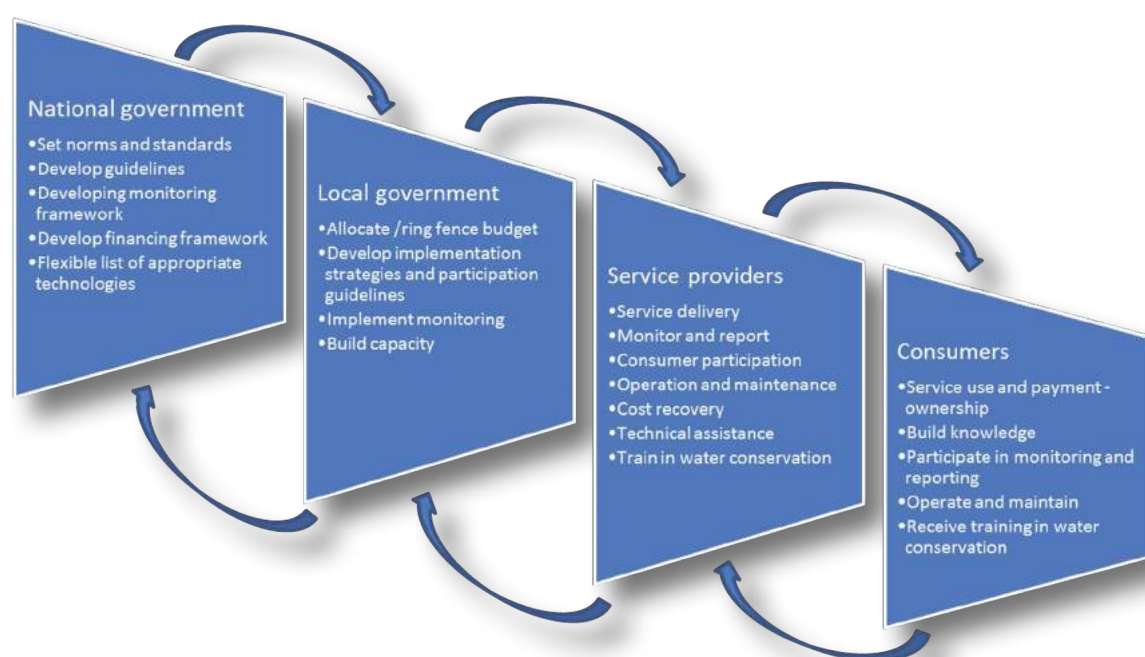 National government
•Set norms and standards
•Develop guidelines
•Developing monitoring
framework
•Develop financing framework
•Flexible list of appropriate
technologies
Local government
•Allocate /ring fence budget
•Develop implementation
strategies and participation
guidelines
•Implement monitoring
•Build capacity
Service providers
•Service delivery
•Monitor and report
•Consumer participation
•Operation and maintenance
•Cost recovery
•Technical assistance
•Train in water conservation
Consumers
•Service use and payment -
ownership
•Build knowledge
•Participate in monitoring and
reporting
•Operate and maintain
•Receive training in water
conservation